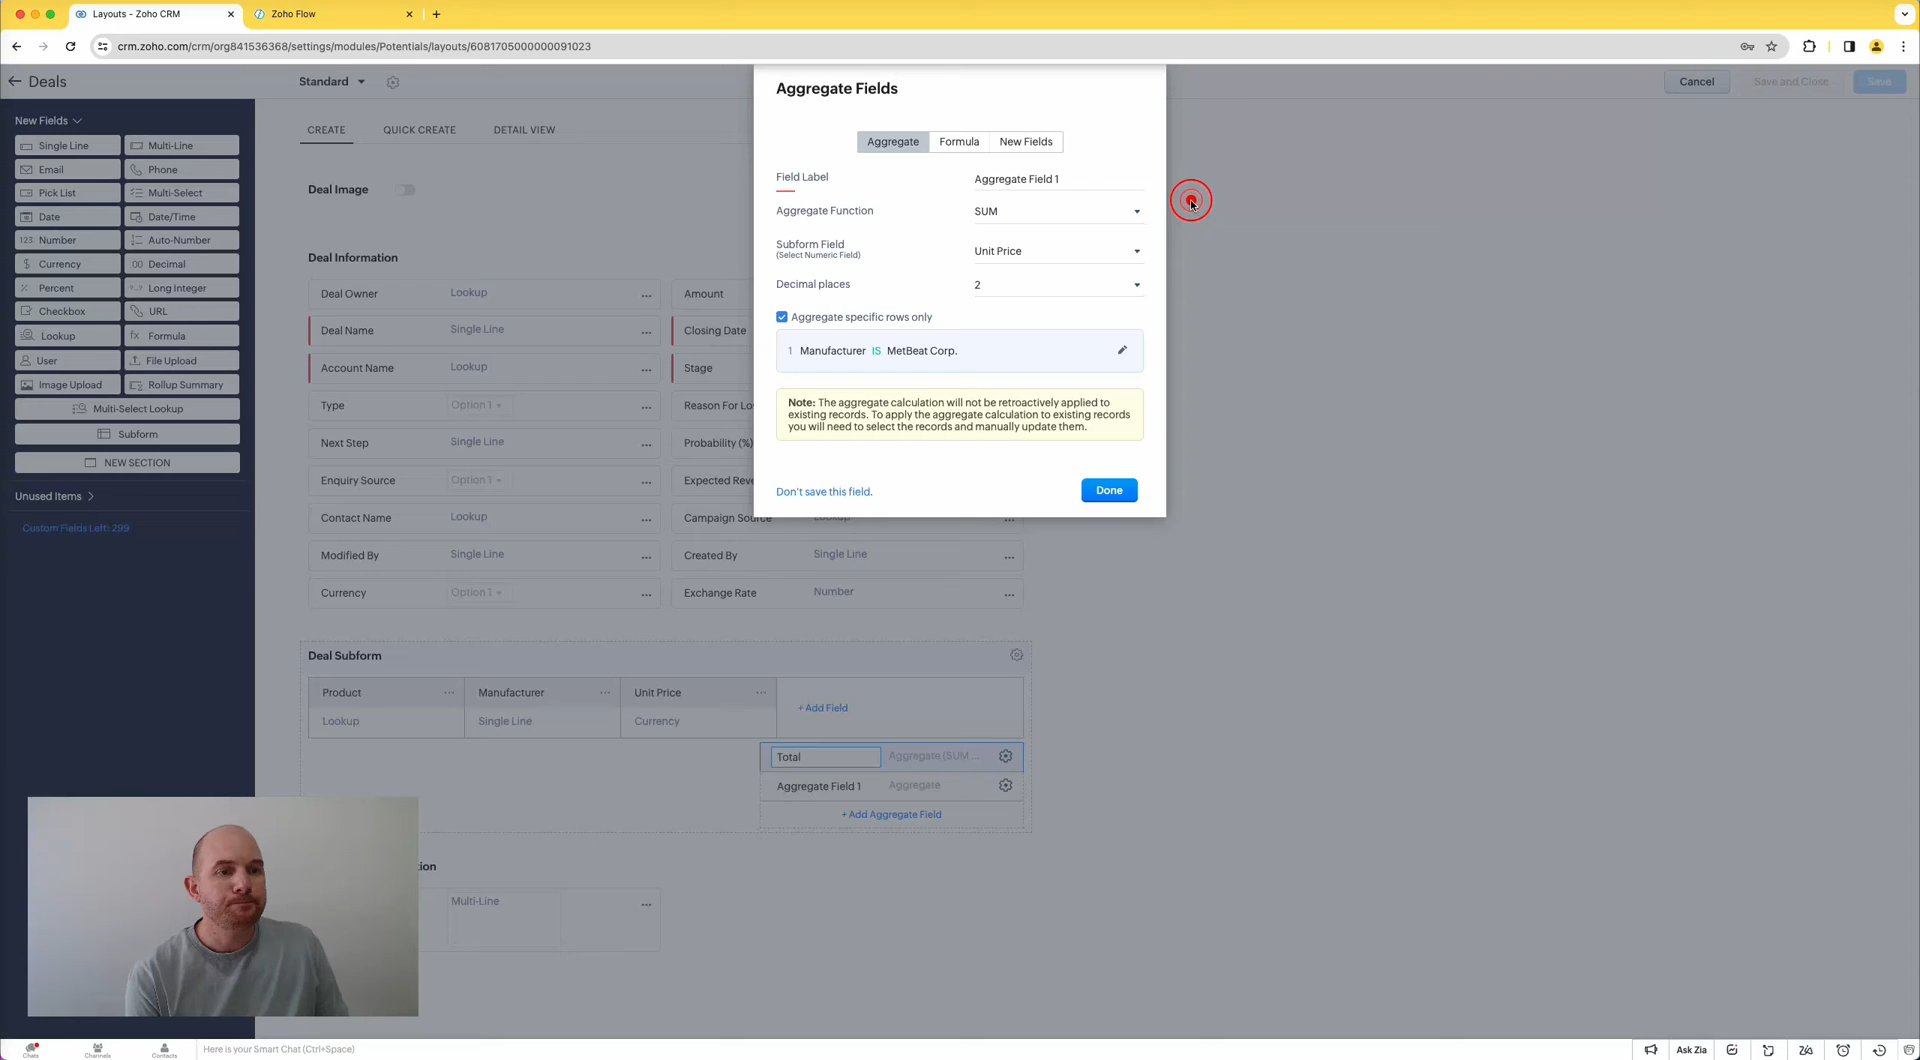 Layouts - Zoho CRM
Zoho Flow
crm.zoho.com/crm/org841536368/settings/modules/Potentials/layouts/6081705000000091023
Deals
Standard
Cancel
Save and Close
Save
New Fields
Single Line
Multi-Line
Email
Phone
Pick List
Multi-Select
Date
Date/Time
123 Number
Auto-Number
$ Currency
.00 Decimal
% Percent
Long Integer
Checkbox
URL
Lookup
fx Formula
User
File Upload
Image Upload
Rollup Summary
Multi-Select Lookup
Subform
NEW SECTION
Unused Items
Custom Fields Left: 299
CREATE
QUICK CREATE
DETAIL VIEW
Deal Image
Deal Information
Deal Owner Lookup
Amount
Deal Name Single Line
Closing Date
Account Name Lookup
Stage
Type Option 1
Reason For Lo
Next Step Single Line
Probability (%)
Enquiry Source Option 1
Expected Reve
Contact Name Lookup
Campaign Source Lookup
Modified By Single Line
Created By Single Line
Currency Option 1
Exchange Rate Number
Aggregate Fields
Aggregate
Formula
New Fields
Field Label
Aggregate Field 1
Aggregate Function
SUM
Subform Field
(Select Numeric Field)
Unit Price
Decimal places
2
Aggregate specific rows only
1 Manufacturer IS MetBeat Corp.
Note: The aggregate calculation will not be retroactively applied to
existing records. To apply the aggregate calculation to existing records
you will need to select the records and manually update them.
Don't save this field.
Done
Deal Subform
Product
Manufacturer
Unit Price
Lookup
Single Line
Currency
+ Add Field
Total Aggregate (SUM ...
Aggregate Field 1 Aggregate
+ Add Aggregate Field
tion
Multi-Line
Chats
Channels
Contacts
Here is your Smart Chat (Ctrl+Space)
Ask Zia